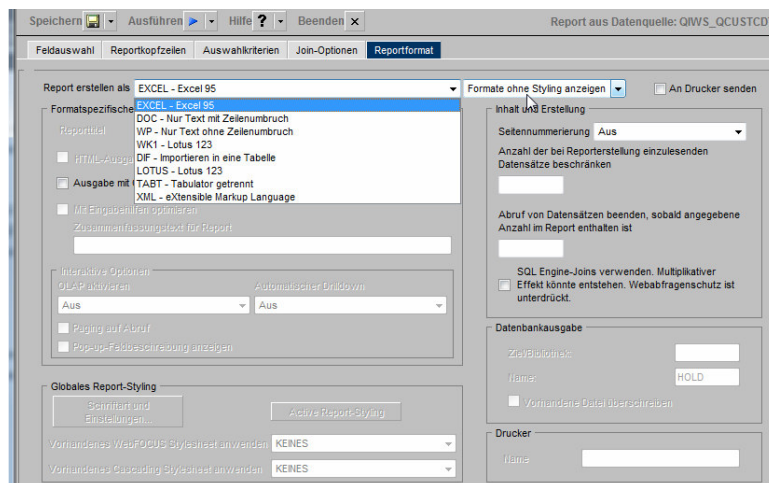 Speichern Ausführen Hilfe ? Beenden x Report aus Datenquelle: QIWS_QCUSTCD
Feldauswahl Reportkopfzeilen Auswahlkriterien Join-Optionen Reportformat
Report erstellen als EXCEL - Excel 95 Formate ohne Styling anzeigen An Drucker senden
Formatspezifische
EXCEL - Excel 95
DOC - Nur Text mit Zeilenumbruch
WP - Nur Text ohne Zeilenumbruch
WK1 - Lotus 123
DIF - Importieren in eine Tabelle
LOTUS - Lotus 123
TABT - Tabulator getrennt
XML - eXtensible Markup Language
Reporttitel
HTML-Ausga
Ausgabe mit
Mit Eingabehilfen optimieren
Zusammenfassungstext für Report
Interaktive Optionen
OLAP aktivieren Automatischer Drilldown
Aus Aus
Paging auf Abruf
Pop-up-Feldbeschreibung anzeigen
Globales Report-Styling
Schriftart und
Einstellungen...
Active Report-Styling
Vorhandenes WebFOCUS Stylesheet anwenden KEINES
Vorhandenes Cascading Stylesheet anwenden KEINES
Inhalt und Erstellung
Seitennummerierung Aus
Anzahl der bei Reporterstellung einzulesenden
Datensätze beschränken
Abruf von Datensätzen beenden, sobald angegebene
Anzahl im Report enthalten ist
SQL Engine-Joins verwenden. Multiplikativer
Effekt könnte entstehen. Webabfragenschutz ist
unterdrückt.
Datenbankausgabe
Ziel/Bibliothek:
Name: HOLD
Vorhandene Datei überschreiben
Drucker
Name